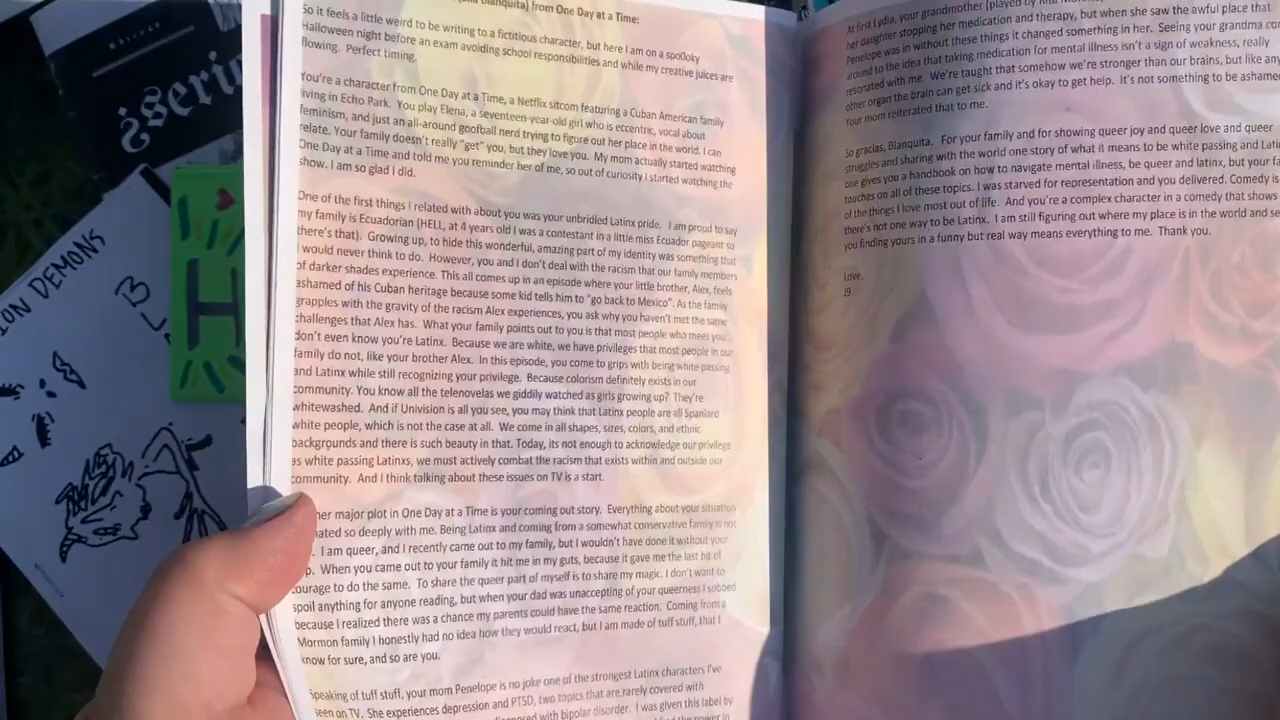 Blanquita) from One Day at a Time:
So it feels a little weird to be writing to a fictitious character, but here I am on a spo0oky
Halloween night before an exam avoiding school responsibilities and while my creative juices are
flowing. Perfect timing.
You're a character from One Day at a Time, a Netflix sitcom featuring a Cuban American family
living in Echo Park. You play Elena, a seventeen-year-old girl who is eccentric, vocal about
feminism, and just an all-around goofball nerd trying to figure out her place in the world. I can
relate. Your family doesn't really "get" you, but they love you. My mom actually started watching
One Day at a Time and told me you reminder her of me, so out of curiosity I started watching the
show. I am so glad I did.
One of the first things I related with about you was your unbridled Latinx pride. I am proud to say
my family is Ecuadorian (HELL, at 4 years old I was a contestant in a little miss Ecuador pageant so
there's that). Growing up, to hide this wonderful, amazing part of my identity was something that
I would never think to do. However, you and I don't deal with the racism that our family members
of darker shades experience. This all comes up in an episode where your little brother, Alex, feels
ashamed of his Cuban heritage because some kid tells him to "go back to Mexico". As the family
grapples with the gravity of the racism Alex experiences, you ask why you haven't met the same
challenges that Alex has. What your family points out to you is that most people who meet you
don't even know you're Latinx. Because we are white, we have privileges that most people in our
family do not, like your brother Alex. In this episode, you come to grips with being white passing
and Latinx while still recognizing your privilege. Because colorism definitely exists in our
community. You know all the telenovelas we giddily watched as girls growing up? They're
whitewashed. And if Univision is all you see, you may think that Latinx people are all Spaniard
white people, which is not the case at all. We come in all shapes, sizes, colors, and ethnic
backgrounds and there is such beauty in that. Today, its not enough to acknowledge our privilege
as white passing Latinxs, we must actively combat the racism that exists within and outside our
community. And I think talking about these issues on TV is a start.
her major plot in One Day at a Time is your coming out story. Everything about your situation
nated so deeply with me. Being Latinx and coming from a somewhat conservative family is not
. I am queer, and I recently came out to my family, but I wouldn't have done it without your
p. When you came out to your family it hit me in my guts, because it gave me the last bit of
courage to do the same. To share the queer part of myself is to share my magic. I don't want to
spoil anything for anyone reading, but when your dad was unaccepting of your queerness I sobbed
because I realized there was a chance my parents could have the same reaction. Coming from a
Mormon family I honestly had no idea how they would react, but I am made of tuff stuff, that I
know for sure, and so are you.
Speaking of tuff stuff, your mom Penelope is no joke one of the strongest Latinx characters I've
seen on TV. She experiences depression and PTSD, two topics that are rarely covered with
with bipolar disorder. I was given this label by
the power in
At first Lydia, your grandmother (played by
her daughter stopping her medication and therapy, but when she saw the awful place that
Penelope was in without these things it changed something in her. Seeing your grandma co
around to the idea that taking medication for mental illness isn't a sign of weakness, really
resonated with me. We're taught that somehow we're stronger than our brains, but like any
other organ the brain can get sick and it's okay to get help. It's not something to be ashame
Your mom reiterated that to me.
So gracias, Blanquita. For your family and for showing queer joy and queer love and queer
struggles and sharing with the world one story of what it means to be white passing and Lati
one gives you a handbook on how to navigate mental illness, be queer and latinx, but your fa
touches on all of these topics. I was starved for representation and you delivered. Comedy is
of the things I love most out of life. And you're a complex character in a comedy that shows
there's not one way to be Latinx. I am still figuring out where my place is in the world and se
you finding yours in a funny but real way means everything to me. Thank you.
Love,
J9
ON DEMONS
H